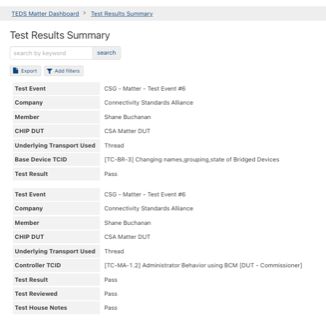 TEDS Matter Dashboard > Test Results Summary
Test Results Summary
search by keyword search
Export Add filters
Test Event CSG - Matter - Test Event #6
Company Connectivity Standards Alliance
Member Shane Buchanan
CHIP DUT CSA Matter DUT
Underlying Transport Used Thread
Base Device TCID [TC-BR-3] Changing names,grouping,state of Bridged Devices
Test Result Pass
Test Event CSG - Matter - Test Event #6
Company Connectivity Standards Alliance
Member Shane Buchanan
CHIP DUT CSA Matter DUT
Underlying Transport Used Thread
Controller TCID [TC-MA-1.2] Administrator Behavior using BCM [DUT - Commissioner]
Test Result Pass
Test Reviewed Pass
Test House Notes Pass